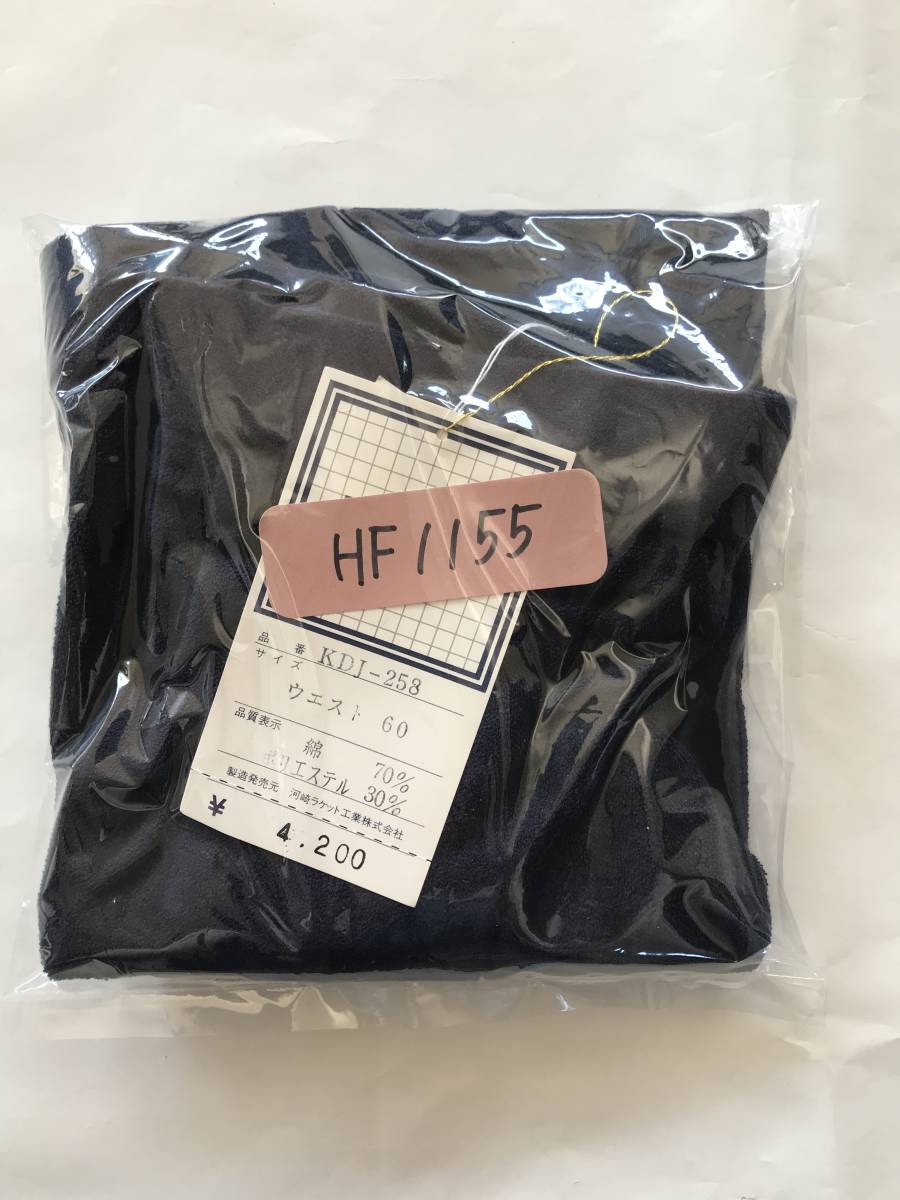 HF1155
品番 KDJ-258
サイズ
ウエスト 60
品質表示
綿 70%
ポリエステル 30%
製造発売元 河崎ラケット工業株式会社
¥ 4.200